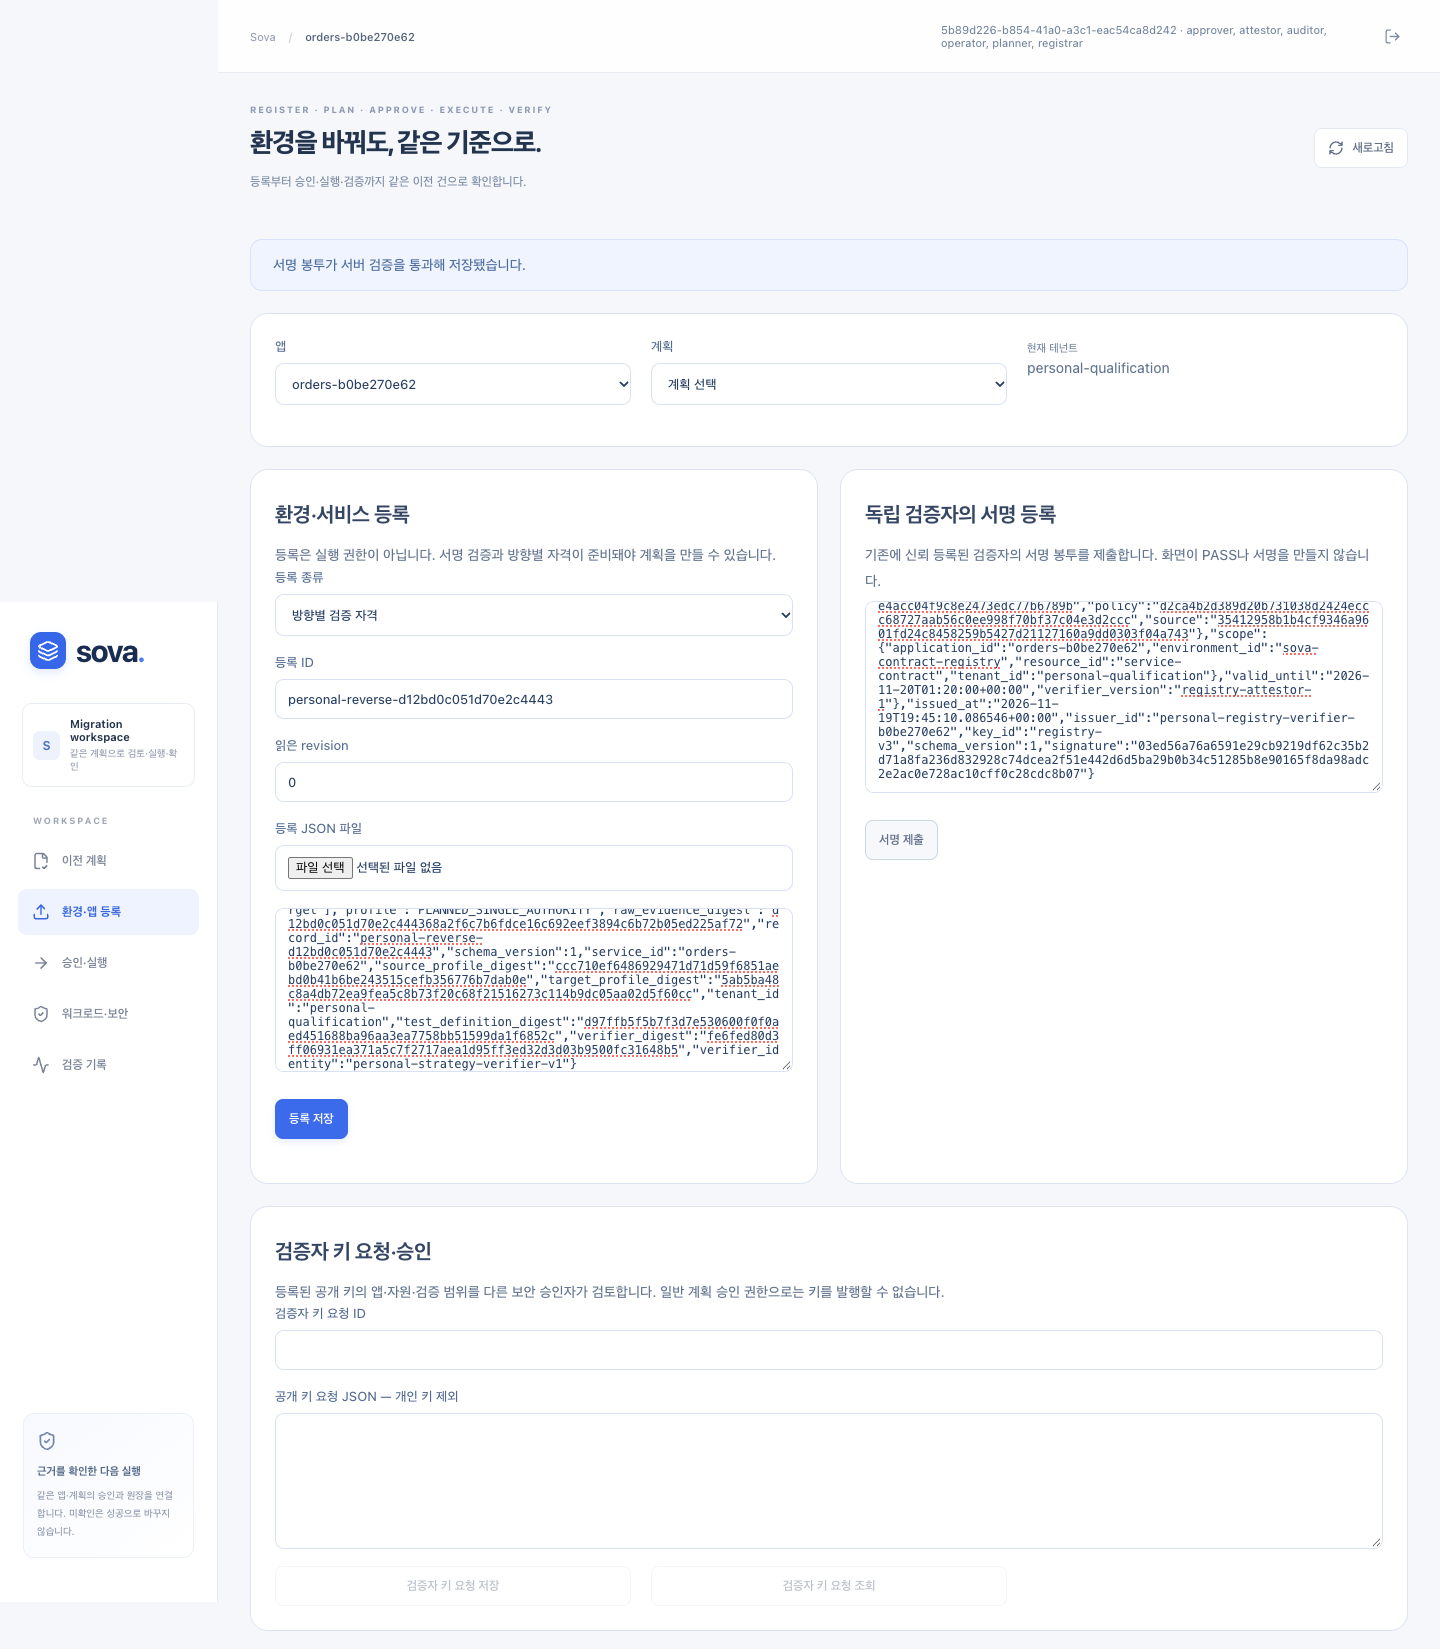 Sova / orders-b0be270e62
5b89d226-b854-41a0-a3c1-eac54ca8d242 · approver, attestor, auditor,
operator, planner, registrar
REGISTER · PLAN · APPROVE · EXECUTE · VERIFY
환경을 바꿔도, 같은 기준으로.
새로고침
등록부터 승인·실행·검증까지 같은 이전 건으로 확인합니다.
서명 봉투가 서버 검증을 통과해 저장됐습니다.
앱
orders-b0be270e62
계획
계획 선택
현재 테넌트
personal-qualification
환경·서비스 등록
등록은 실행 권한이 아닙니다. 서명 검증과 방향별 자격이 준비돼야 계획을 만들 수 있습니다.
등록 종류
방향별 검증 자격
등록 ID
personal-reverse-d12bd0c051d70e2c4443
읽은 revision
0
등록 JSON 파일
파일 선택 선택된 파일 없음
rget"],"profile":"PLANNED_SINGLE_AUTHORITY","raw_evidence_digest":"d
12bd0c051d70e2c444368a2f6c7b6fdce16c692eef3894c6b72b05ed225af72","re
cord_id":"personal-reverse-
d12bd0c051d70e2c4443","schema_version":1,"service_id":"orders-
b0be270e62","source_profile_digest":"ccc710ef6486929471d71d59f6851ae
bd0b41b6be243515cefb356776b7dab0e","target_profile_digest":"5ab5ba48
c8a4db72ea9fea5c8b73f20c68f21516273c114b9dc05aa02d5f60cc","tenant_id
":"personal-
qualification","test_definition_digest":"d97ffb5f5b7f3d7e530600f0f0a
ed451688ba96aa3ea7758bb51599da1f6852c","verifier_digest":"fe6fed80d3
ff06931ea371a5c7f2717aea1d95ff3ed32d3d03b9500fc31648b5","verifier_id
entity":"personal-strategy-verifier-v1"}
등록 저장
독립 검증자의 서명 등록
기존에 신뢰 등록된 검증자의 서명 봉투를 제출합니다. 화면이 PASS나 서명을 만들지 않습니
다.
e4acc04f9c8e2473edc77b6789b","policy":"d2ca4b2d389d20b731038d2424ecc
c68727aab56c0ee998f70bf37c04e3d2ccc","source":"35412958b1b4cf9346a96
01fd24c8458259b5427d21127160a9dd0303f04a743"},"scope":
{"application_id":"orders-b0be270e62","environment_id":"sova-
contract-registry","resource_id":"service-
contract","tenant_id":"personal-qualification"},"valid_until":"2026-
11-20T01:20:00+00:00","verifier_version":"registry-attestor-
1"},"issued_at":"2026-11-
19T19:45:10.086546+00:00","issuer_id":"personal-registry-verifier-
b0be270e62","key_id":"registry-
v3","schema_version":1,"signature":"03ed56a76a6591e29cb9219df62c35b2
d71a8fa236d832928c74dcea2f51e442d6d5ba29b0b34c51285b8e90165f8da98adc
2e2ac0e728ac10cff0c28cdc8b07"}
서명 제출
검증자 키 요청·승인
등록된 공개 키의 앱·자원·검증 범위를 다른 보안 승인자가 검토합니다. 일반 계획 승인 권한으로는 키를 발행할 수 없습니다.
검증자 키 요청 ID
공개 키 요청 JSON — 개인 키 제외
검증자 키 요청 저장
검증자 키 요청 조회
sova.
S
Migration
workspace
같은 계획으로 검토·실행·확
인
WORKSPACE
이전 계획
환경·앱 등록
승인·실행
워크로드·보안
검증 기록
근거를 확인한 다음 실행
같은 앱·계획의 승인과 원장을 연결
합니다. 미확인은 성공으로 바꾸지
않습니다.